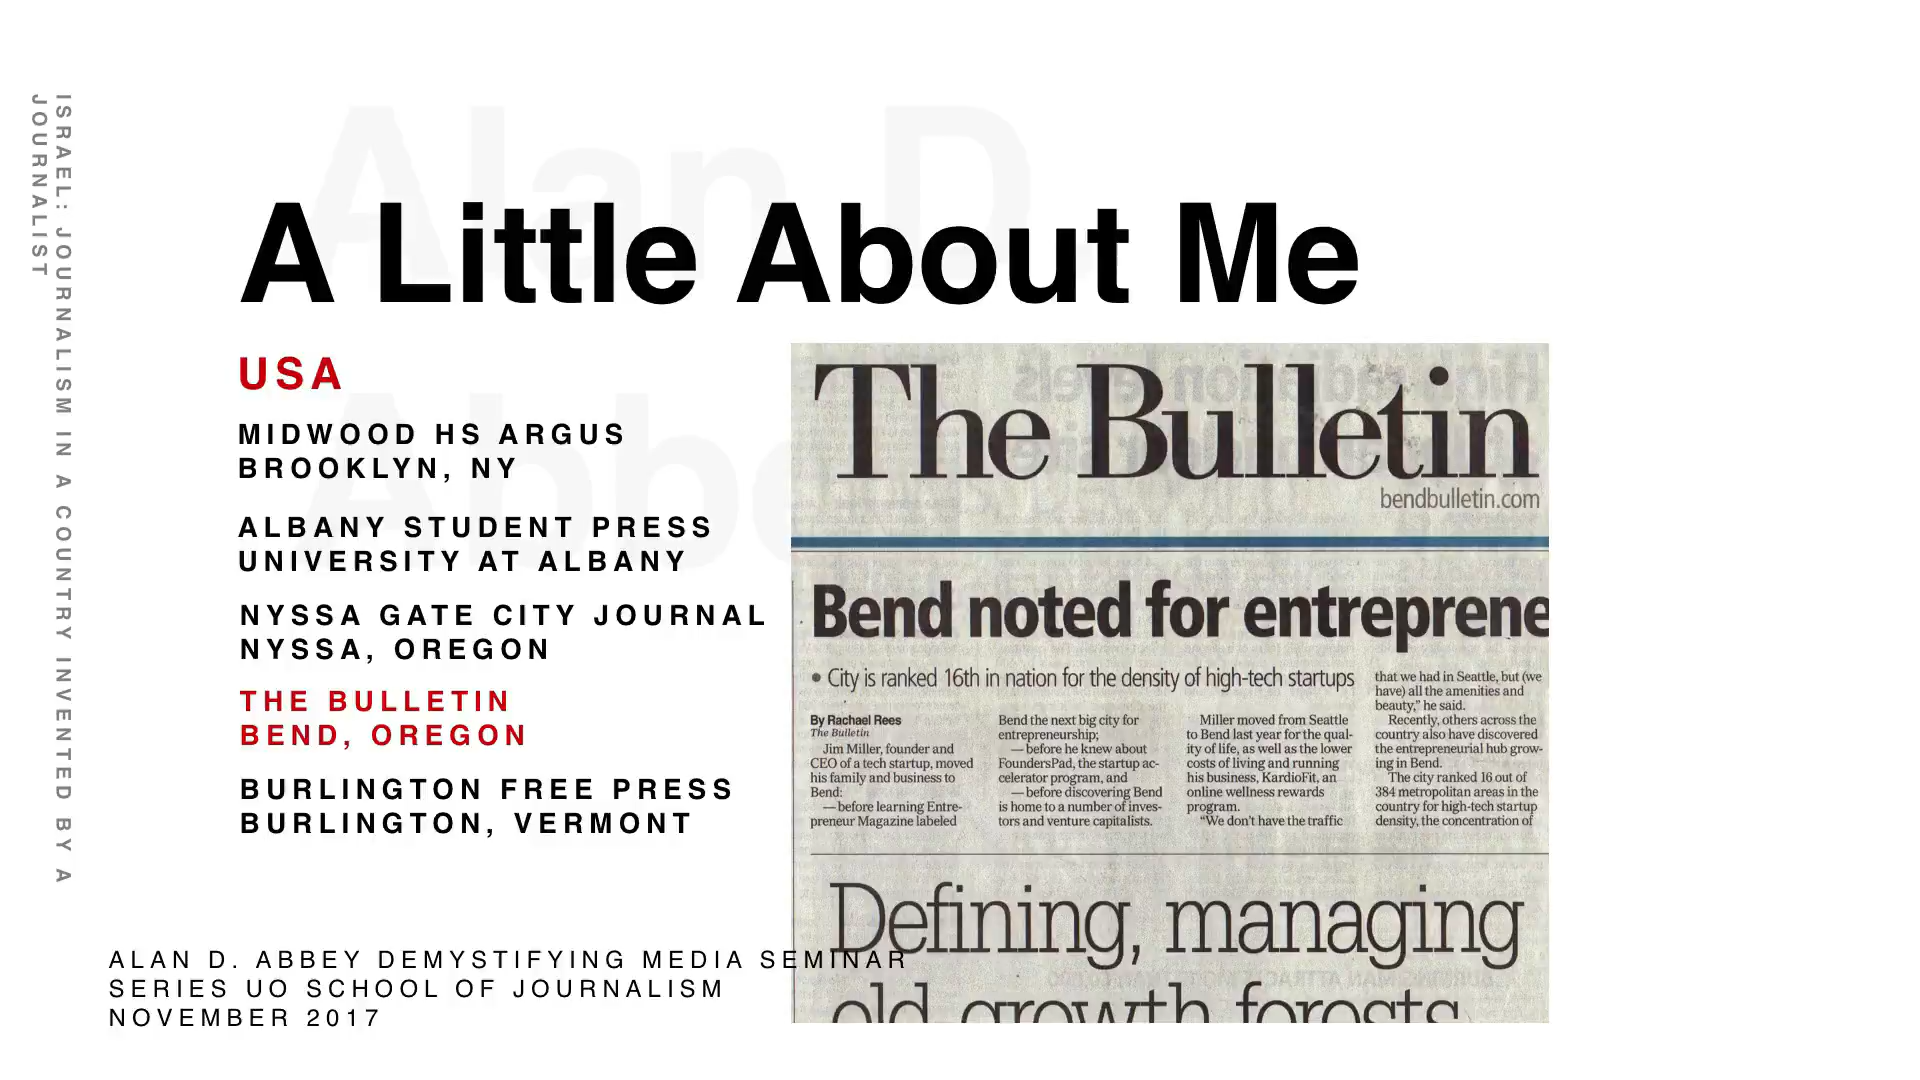 ISRAEL: JOURNALISM IN A COUNTRY INVENTED BY A
JOURNALIST
Alan D
A Little About Me
USA
MIDWOOD HS ARGUS
BROOKLYN, NY
ALBANY STUDENT PRESS
UNIVERSITY AT ALBANY
NYSSA GATE CITY JOURNAL
NYSSA, OREGON
THE BULLETIN
BEND, OREGON
BURLINGTON FREE PRESS
BURLINGTON, VERMONT
ALAN D. ABBEY DEMYSTIFYING MEDIA SEMINAR
SERIES UO SCHOOL OF JOURNALISM
NOVEMBER 2017
The Bulletin
bendbulletin.com
Bend noted for entreprene
• City is ranked 16th in nation for the density of high-tech startups
By Rachael Rees
The Bulletin
Jim Miller, founder and
CEO of a tech startup, moved
his family and business to
Bend:
— before learning Entre-
preneur Magazine labeled
Bend the next big city for
entrepreneurship;
— before he knew about
FoundersPad, the startup ac-
celerator program, and
— before discovering Bend
is home to a number of inves-
tors and venture capitalists.
Miller moved from Seattle
to Bend last year for the qual-
ity of life, as well as the lower
costs of living and running
his business, KardioFit, an
online wellness rewards
program.
“We don't have the traffic
that we had in Seattle, but (we
have) all the amenities and
beauty,” he said.
Recently, others across the
country also have discovered
the entrepreneurial hub grow-
ing in Bend.
The city ranked 16 out of
384 metropolitan areas in the
country for high-tech startup
density, the concentration of
Defining, managing
old growth forests